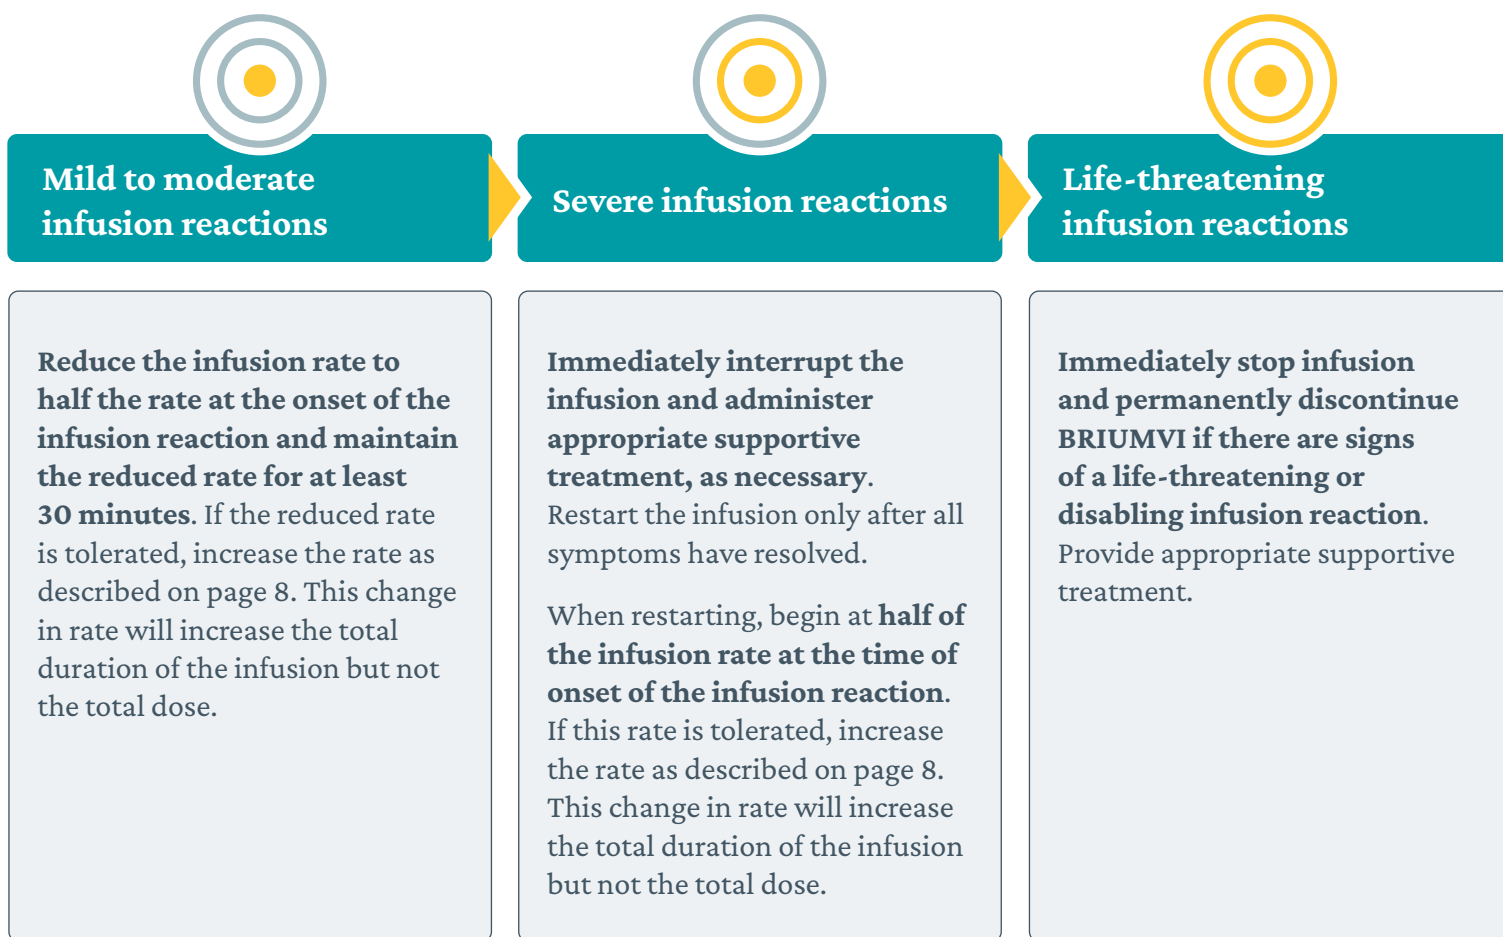 Mild to moderate
infusion reactions
Severe infusion reactions
Life-threatening
infusion reactions
Reduce the infusion rate to
half the rate at the onset of the
infusion reaction and maintain
the reduced rate for at least
30 minutes. If the reduced rate
is tolerated, increase the rate as
described on page 8. This change
in rate will increase the total
duration of the infusion but not
the total dose.
Immediately interrupt the
infusion and administer
appropriate supportive
treatment, as necessary.
Restart the infusion only after all
symptoms have resolved.
When restarting, begin at half of
the infusion rate at the time of
onset of the infusion reaction.
If this rate is tolerated, increase
the rate as described on page 8.
This change in rate will increase
the total duration of the infusion
but not the total dose.
Immediately stop infusion
and permanently discontinue
BRIUMVI if there are signs
of a life-threatening or
disabling infusion reaction.
Provide appropriate supportive
treatment.